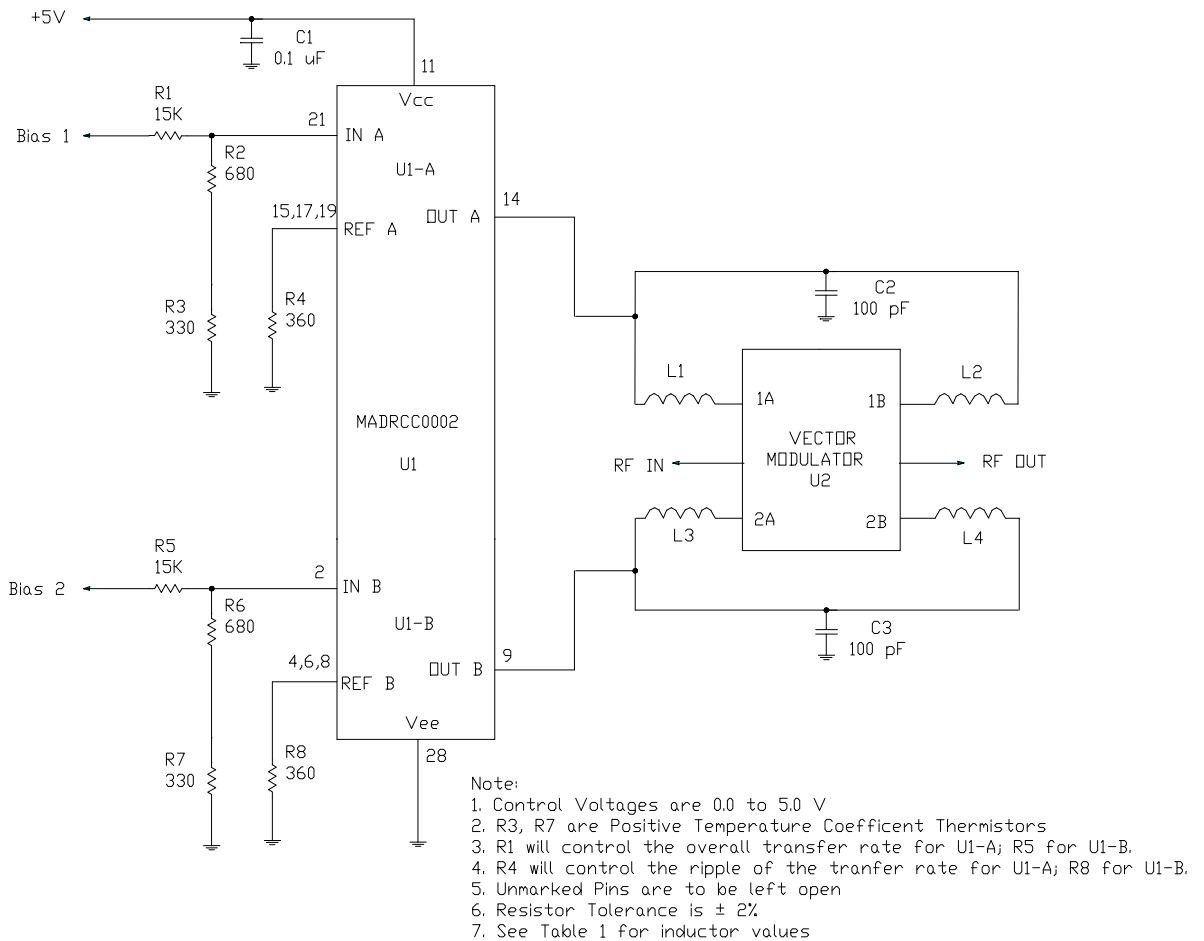 +5V
C1
0.1 uF
11
Vcc
R1
15K
Bias 1
21
IN A
R2
680
U1-A
15,17,19
REF A
OUT A
14
R3
330
R4
360
C2
100 pF
L1
L2
1A
1B
MADRCC0002
U1
VECTOR
MODULATOR
U2
RF IN
RF OUT
2A
2B
L3
L4
R5
15K
Bias 2
2
IN B
R6
680
U1-B
4,6,8
REF B
OUT B
9
C3
100 pF
Vee
28
R7
330
R8
360
Note:
1. Control Voltages are 0.0 to 5.0 V
2. R3, R7 are Positive Temperature Coefficent Thermistors
3. R1 will control the overall transfer rate for U1-A; R5 for U1-B.
4. R4 will control the ripple of the tranfer rate for U1-A; R8 for U1-B.
5. Unmarked Pins are to be left open
6. Resistor Tolerance is ± 2%
7. See Table 1 for inductor values